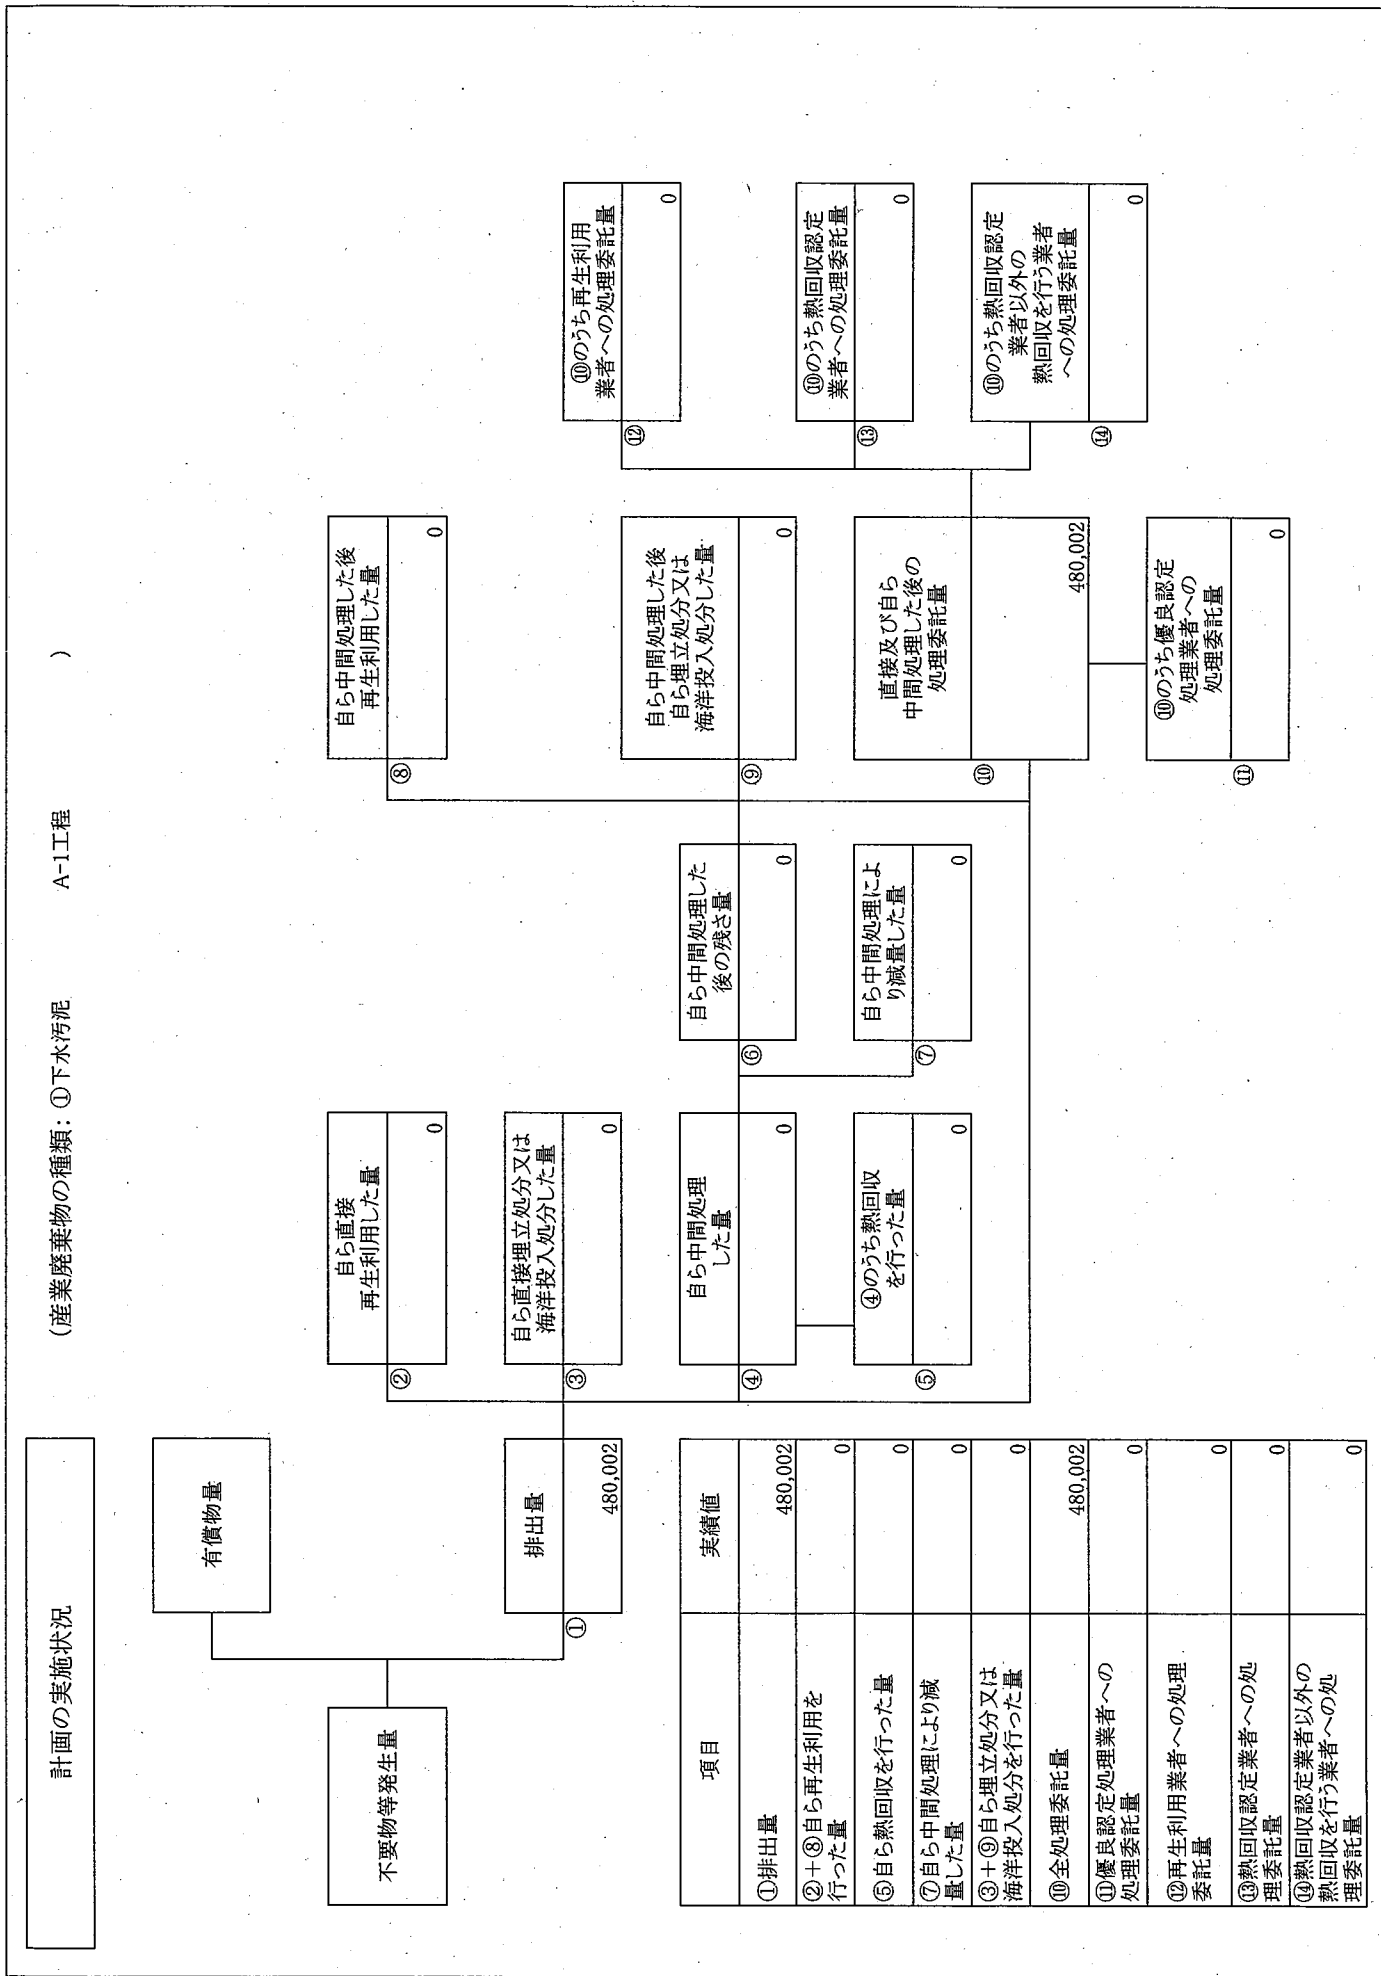 計画の実施状況
(産業廃棄物の種類: ①下水汚泥 A-1工程 )
不要物等発生量
有償物量
①
排出量
480,002
②
自ら直接
再生利用した量
0
③
自ら直接埋立処分又は
海洋投入処分した量
0
④
自ら中間処理
した量
0
⑤
④のうち熱回収
を行った量
0
⑥
自ら中間処理した
後の残さ量
0
⑦
自ら中間処理によ
り減量した量
0
⑧
自ら中間処理した後
再生利用した量
0
⑨
自ら中間処理した後
自ら埋立処分又は
海洋投入処分した量
0
⑩
直接及び自ら
中間処理した後の
処理委託量
480,002
⑪
⑩のうち優良認定
処理業者への
処理委託量
0
⑫
⑩のうち再生利用
業者への処理委託量
0
⑬
⑩のうち熱回収認定
業者への処理委託量
0
⑭
⑩のうち熱回収認定
業者以外の
熱回収を行う業者
への処理委託量
0
項目 実績値
①排出量 480,002
②+⑧自ら再生利用を
行った量 0
⑤自ら熱回収を行った量 0
⑦自ら中間処理により減
量した量 0
③+⑨自ら埋立処分又は
海洋投入処分を行った量 0
⑩全処理委託量 480,002
⑪優良認定処理業者への
処理委託量 0
⑫再生利用業者への処理
委託量 0
⑬熱回収認定業者への処
理委託量 0
⑭熱回収認定業者以外の
熱回収を行う業者への処
理委託量 0